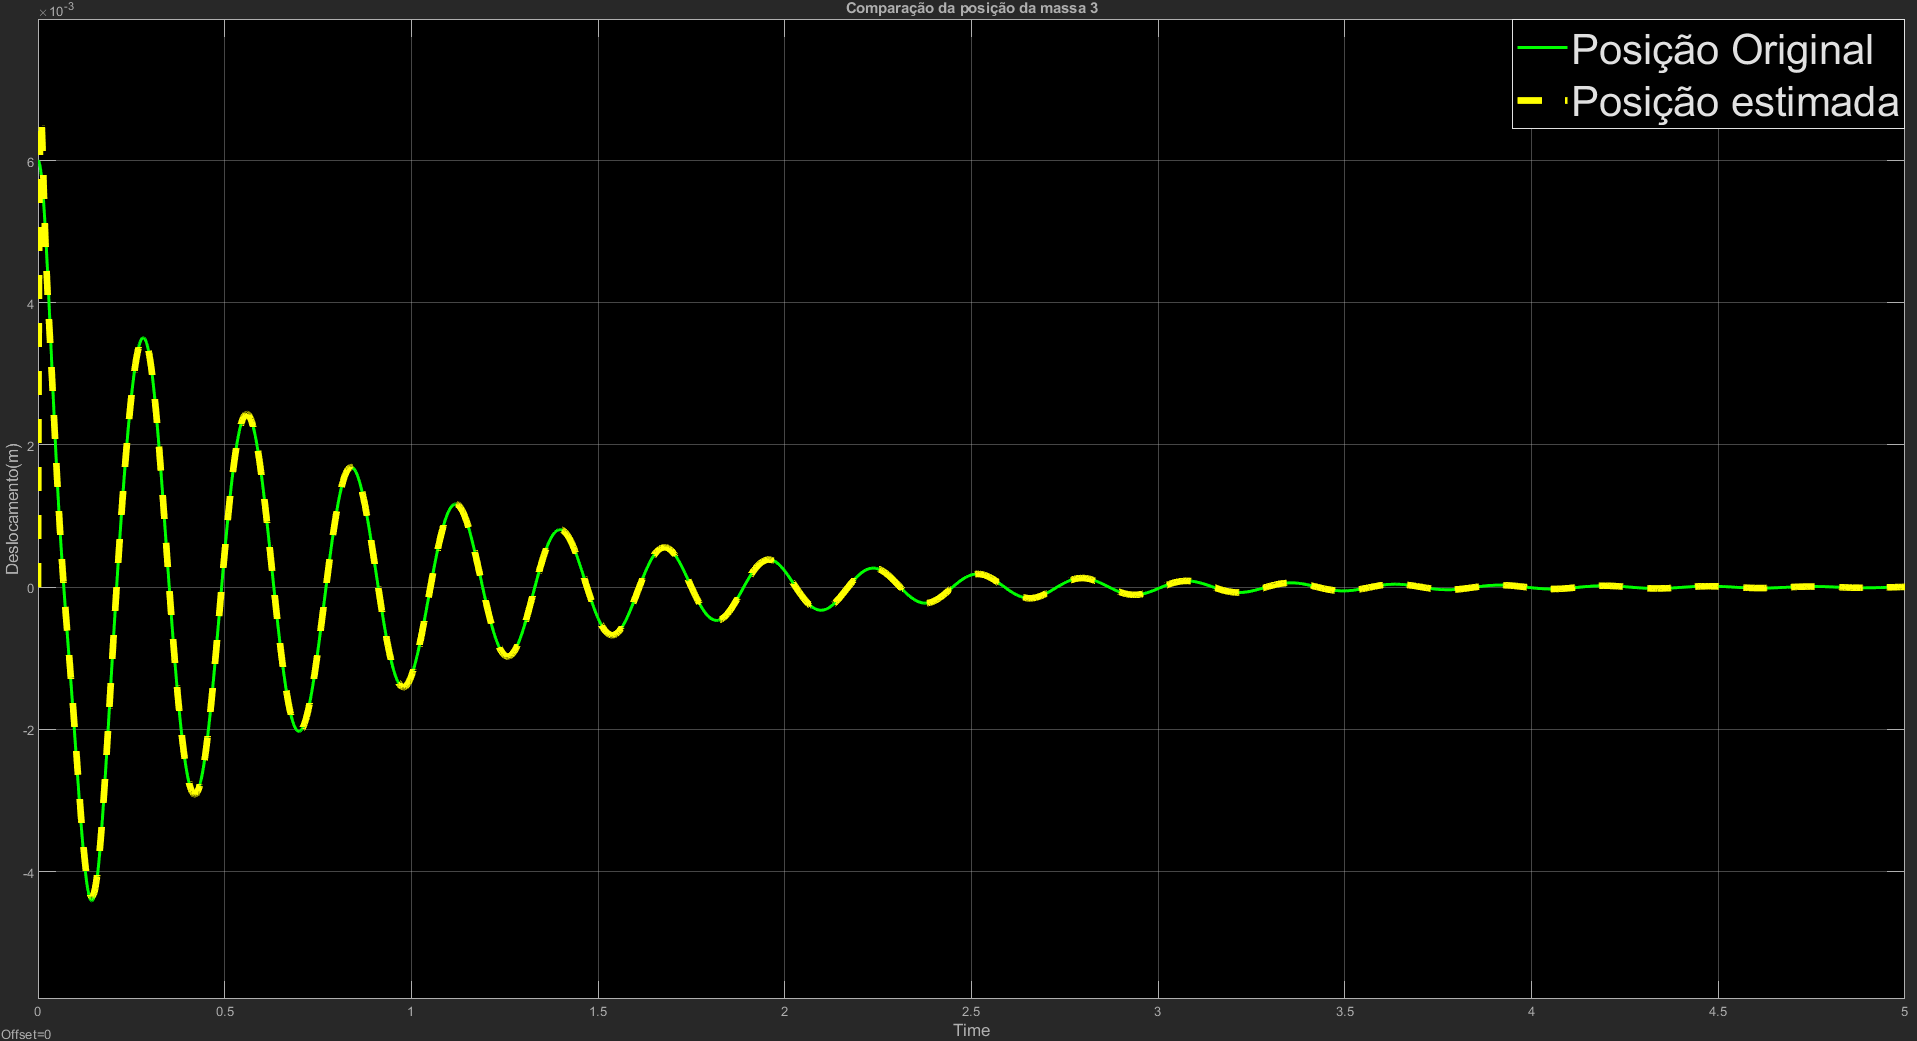 Comparação da posição da massa 3
×10-3
Posição Original
Posição estimada
6
4
2
0
-2
-4
Deslocamento(m)
0 0.5 1 1.5 2 2.5 3 3.5 4 4.5 5
Time
Offset=0